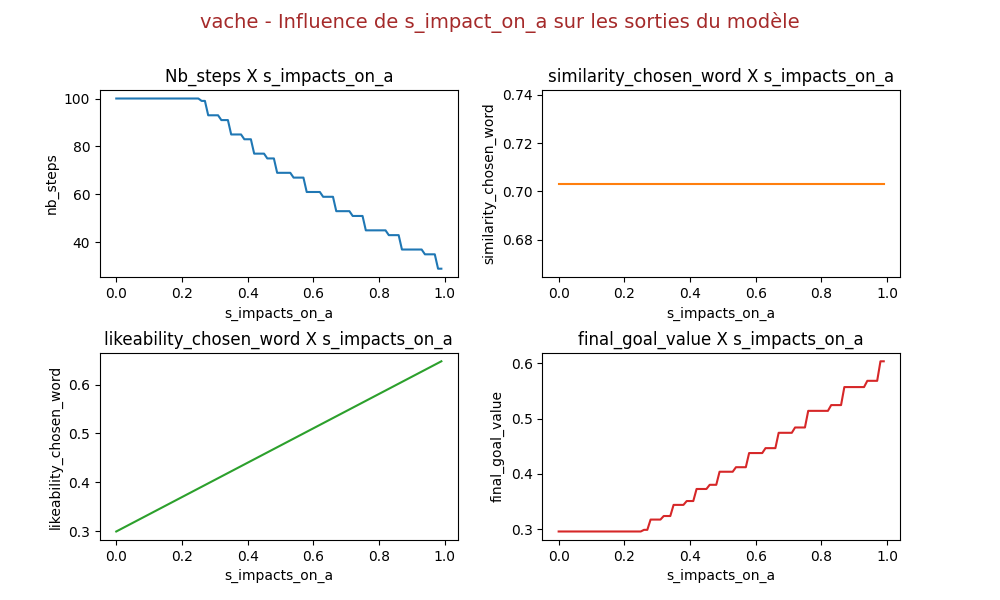 vache - Influence de s_impact_on_a sur les sorties du modèle
Nb_steps X s_impacts_on_a
nb_steps
100
80
60
40
0.0 0.2 0.4 0.6 0.8 1.0
s_impacts_on_a
similarity_chosen_word X s_impacts_on_a
similarity_chosen_word
0.74
0.72
0.70
0.68
0.0 0.2 0.4 0.6 0.8 1.0
s_impacts_on_a
likeability_chosen_word X s_impacts_on_a
likeability_chosen_word
0.6
0.5
0.4
0.3
0.0 0.2 0.4 0.6 0.8 1.0
s_impacts_on_a
final_goal_value X s_impacts_on_a
final_goal_value
0.6
0.5
0.4
0.3
0.0 0.2 0.4 0.6 0.8 1.0
s_impacts_on_a